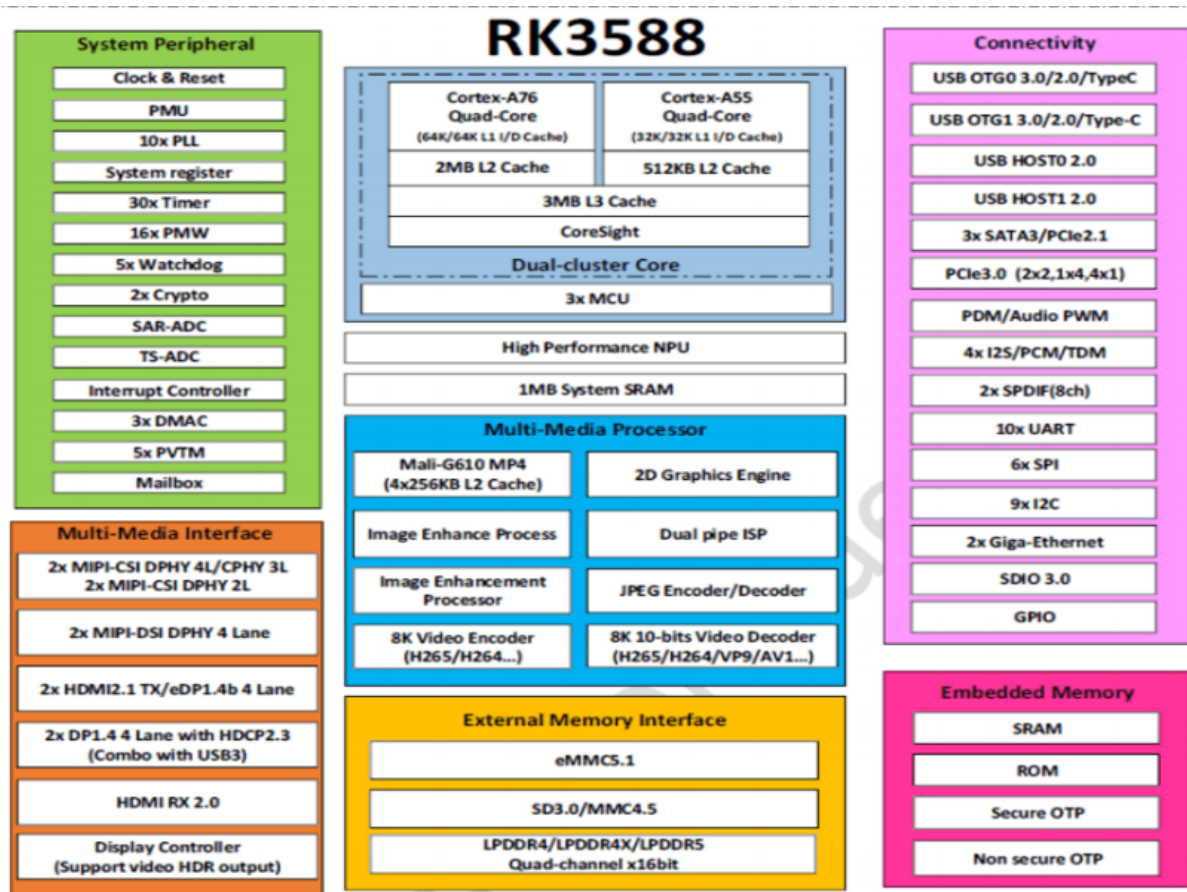 RK3588
System Peripheral
Clock & Reset
PMU
10x PLL
System register
30x Timer
16x PMW
5x Watchdog
2x Crypto
SAR-ADC
TS-ADC
Interrupt Controller
3x DMAC
5x PVTM
Mailbox
Multi-Media Interface
2x MIPI-CSI DPHY 4L/CPHY 3L
2x MIPI-CSI DPHY 2L
2x MIPI-DSI DPHY 4 Lane
2x HDMI2.1 TX/eDP1.4b 4 Lane
2x DP1.4 4 Lane with HDCP2.3
(Combo with USB3)
HDMI RX 2.0
Display Controller
(Support video HDR output)
Cortex-A76
Quad-Core
(64K/64K L1 I/D Cache)
Cortex-A55
Quad-Core
(32K/32K L1 I/D Cache)
2MB L2 Cache
512KB L2 Cache
3MB L3 Cache
CoreSight
Dual-cluster Core
3x MCU
High Performance NPU
1MB System SRAM
Multi-Media Processor
Mali-G610 MP4
(4x256KB L2 Cache)
2D Graphics Engine
Image Enhance Process
Dual pipe ISP
Image Enhancement
Processor
JPEG Encoder/Decoder
8K Video Encoder
(H265/H264...)
8K 10-bits Video Decoder
(H265/H264/VP9/AV1...)
External Memory Interface
eMMC5.1
SD3.0/MMC4.5
LPDDR4/LPDDR4X/LPDDR5
Quad-channel x16bit
Connectivity
USB OTG0 3.0/2.0/TypeC
USB OTG1 3.0/2.0/Type-C
USB HOST0 2.0
USB HOST1 2.0
3x SATA3/PCIe2.1
PCIe3.0 (2x2,1x4,4x1)
PDM/Audio PWM
4x I2S/PCM/TDM
2x SPDIF(8ch)
10x UART
6x SPI
9x I2C
2x Giga-Ethernet
SDIO 3.0
GPIO
Embedded Memory
SRAM
ROM
Secure OTP
Non secure OTP